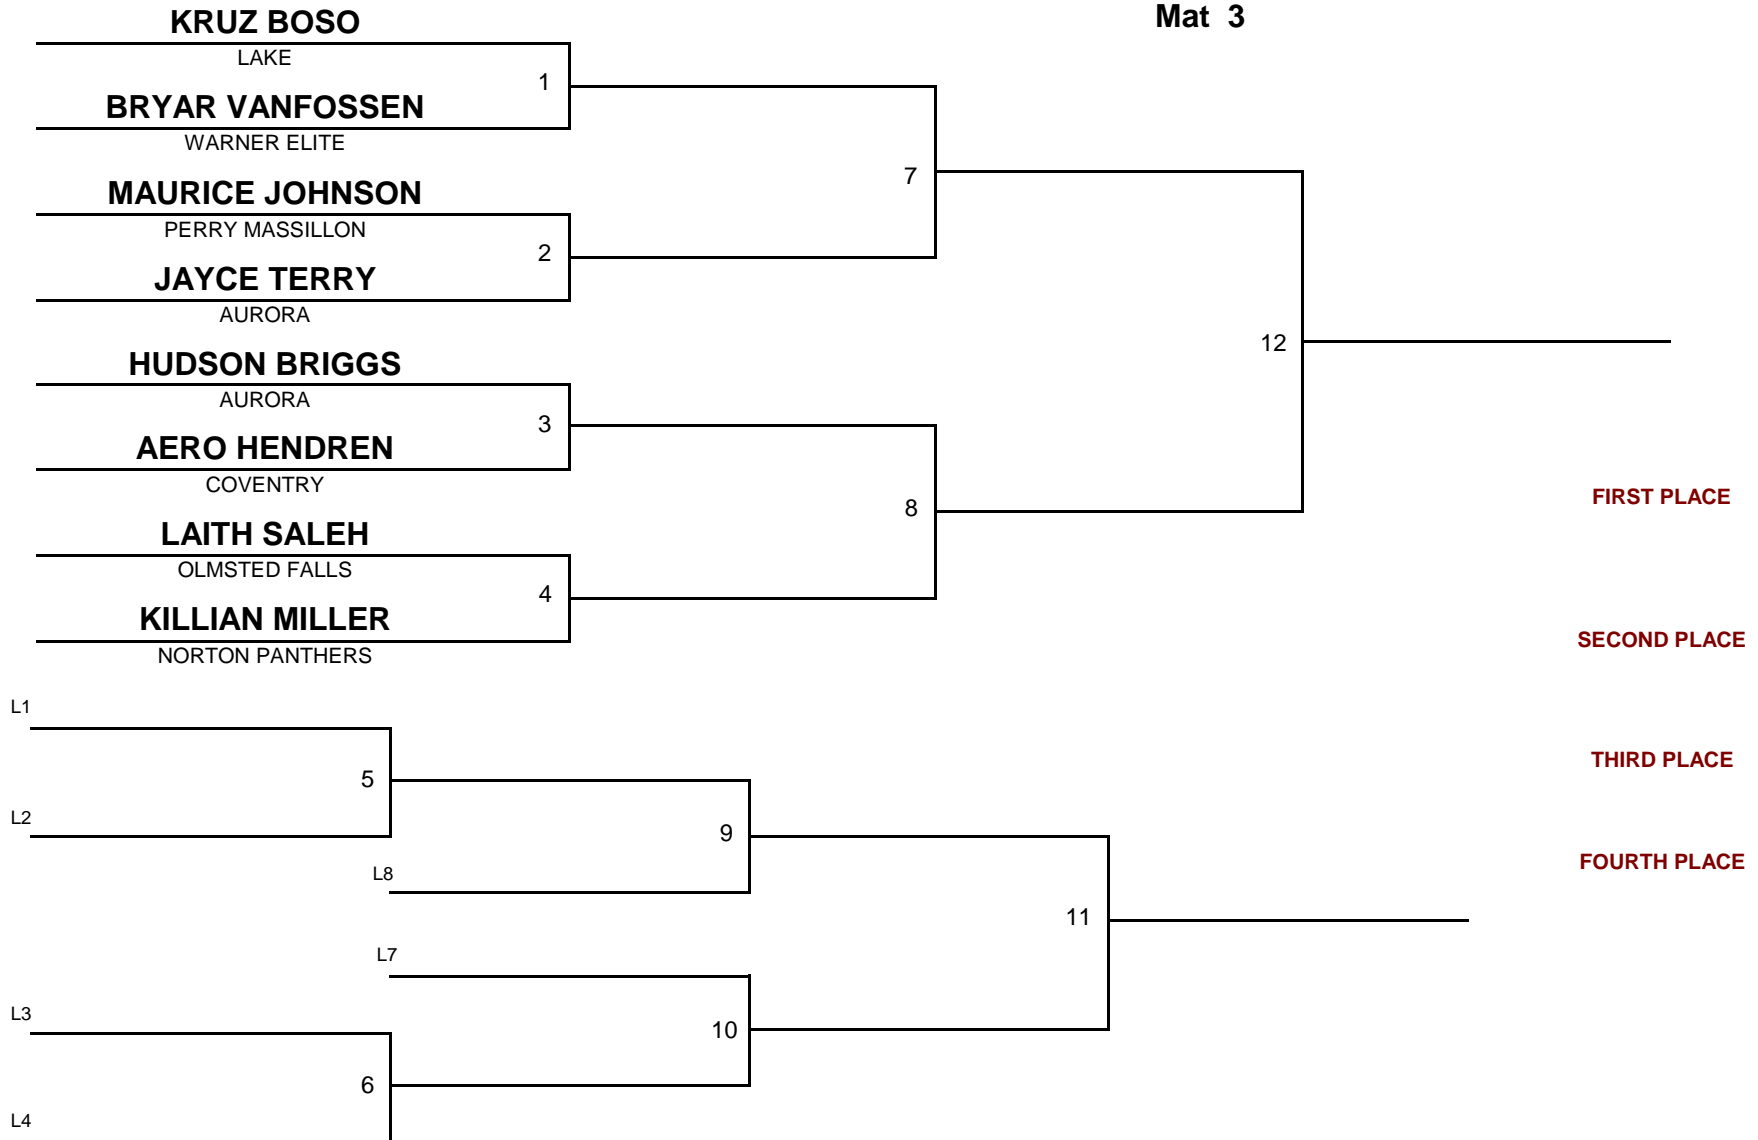 KRUZ BOSO
Mat 3
LAKE
1
BRYAR VANFOSSEN
WARNER ELITE
7
MAURICE JOHNSON
PERRY MASSILLON
2
JAYCE TERRY
AURORA
12
HUDSON BRIGGS
AURORA
3
AERO HENDREN
COVENTRY
FIRST PLACE
8
LAITH SALEH
OLMSTED FALLS
4
KILLIAN MILLER
NORTON PANTHERS
SECOND PLACE
L1
THIRD PLACE
5
L2
9
FOURTH PLACE
L8
11
L7
L3
10
6
L4